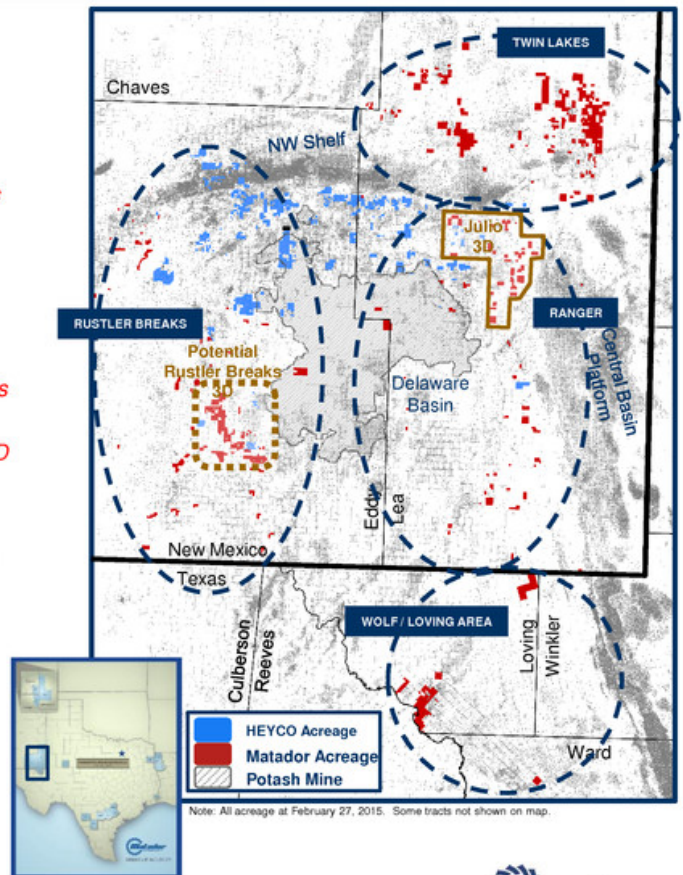 TWIN LAKES
Chaves
NW Shelf
Julio
3D
RUSTLER BREAKS
RANGER
Potential
Rustler Breaks
3D
Central Basin
Platform
Delaware
Basin
s
D
Eddy
Lea
New Mexico
Texas
WOLF / LOVING AREA
Loving
Winkler
Culberson
Reeves
HEYCO Acreage
Matador Acreage
Potash Mine
Ward
Matador
Note: All acreage at February 27, 2015. Some tracts not shown on map.